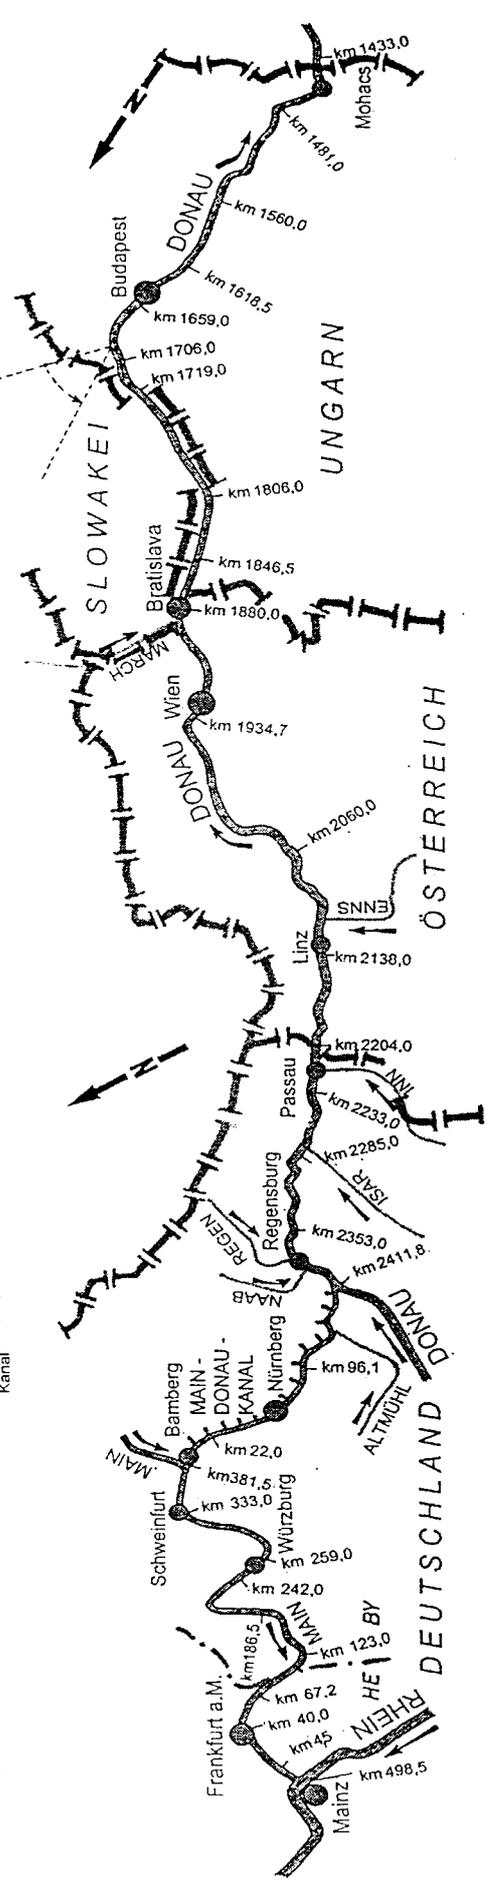 km 1433,0
Mohacs
N
km 1481,0
DONAU
km 1560,0
Budapest
km 1618,5
km 1659,0
km 1706,0
km 1719,0
UNGARN
SLOWAKEI
km 1806,0
Bratislava
km 1846,5
km 1880,0
MARCH
Wien
km 1934,7
DONAU
km 2060,0
ÖSTERREICH
ENNS
Linz
km 2138,0
N
km 2204,0
Passau
INN
km 2233,0
km 2285,0
ISAR
Regensburg
REGEN
km 2353,0
NAAB
km 2411,8
DONAU
Kanal
Nürnberg
MAIN-
DONAU-
KANAL
km 96,1
ALTMÜHL
Bamberg
MAIN
km 22,0
km381,5
DEUTSCHLAND
Schweinfurt
km 333,0
Würzburg
km 259,0
km 242,0
MAIN
km186,5
km 123,0
BY
HE
km 67,2
Frankfurt a.M.
km 40,0
km45
RHEIN
km 498,5
Mainz